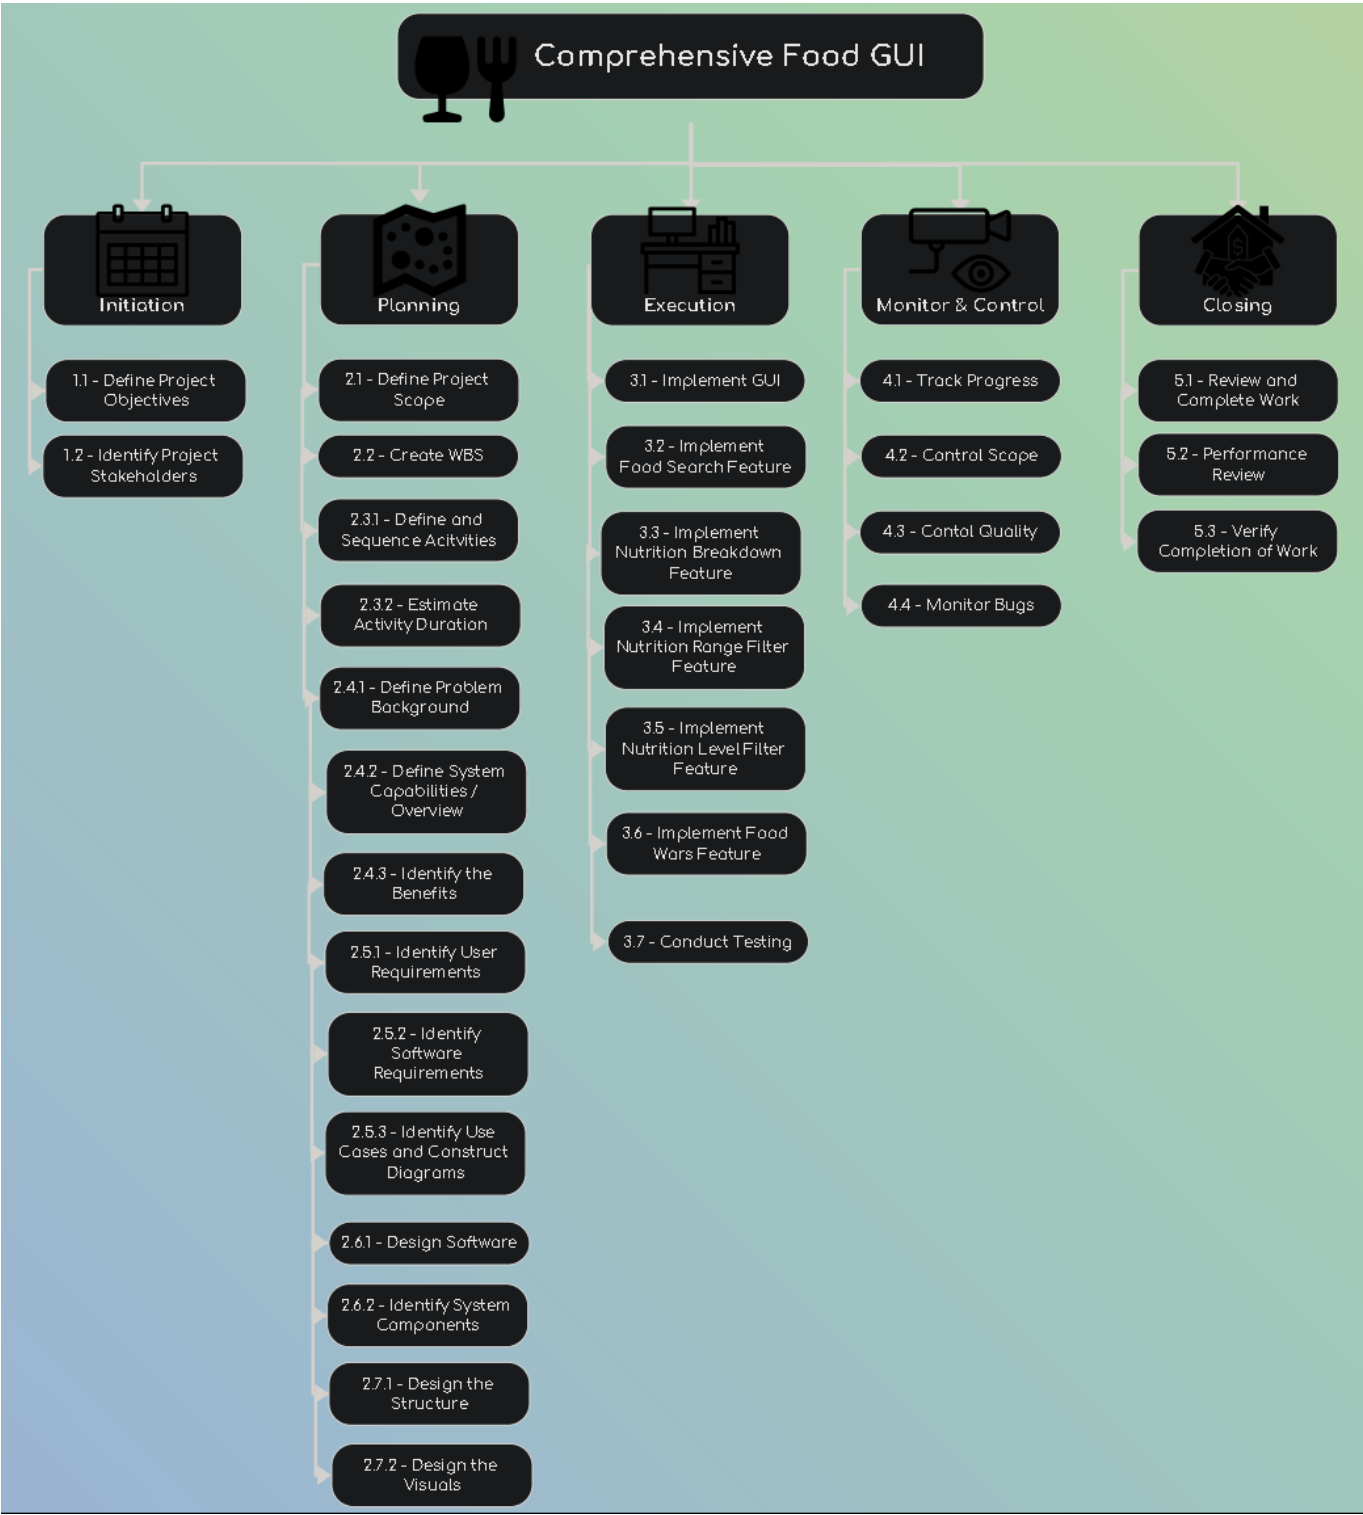 Comprehensive Food GUI
Initiation
1.1 - Define Project
Objectives
1.2 - Identify Project
Stakeholders
Planning
2.1 - Define Project
Scope
2.2 - Create WBS
2.3.1 - Define and
Sequence Acitvities
2.3.2 - Estimate
Activity Duration
2.4.1 - Define Problem
Background
2.4.2 - Define System
Capabilities /
Overview
2.4.3 - Identify the
Benefits
2.5.1 - Identify User
Requirements
2.5.2 - Identify
Software
Requirements
2.5.3 - Identify Use
Cases and Construct
Diagrams
2.6.1 - Design Software
2.6.2 - Identify System
Components
2.7.1 - Design the
Structure
2.7.2 - Design the
Visuals
Execution
3.1 - Implement GUI
3.2 - Implement
Food Search Feature
3.3 - Implement
Nutrition Breakdown
Feature
3.4 - Implement
Nutrition Range Filter
Feature
3.5 - Implement
Nutrition Level Filter
Feature
3.6 - Implement Food
Wars Feature
3.7 - Conduct Testing
Monitor & Control
4.1 - Track Progress
4.2 - Control Scope
4.3 - Contol Quality
4.4 - Monitor Bugs
Closing
5.1 - Review and
Complete Work
5.2 - Performance
Review
5.3 - Verify
Completion of Work